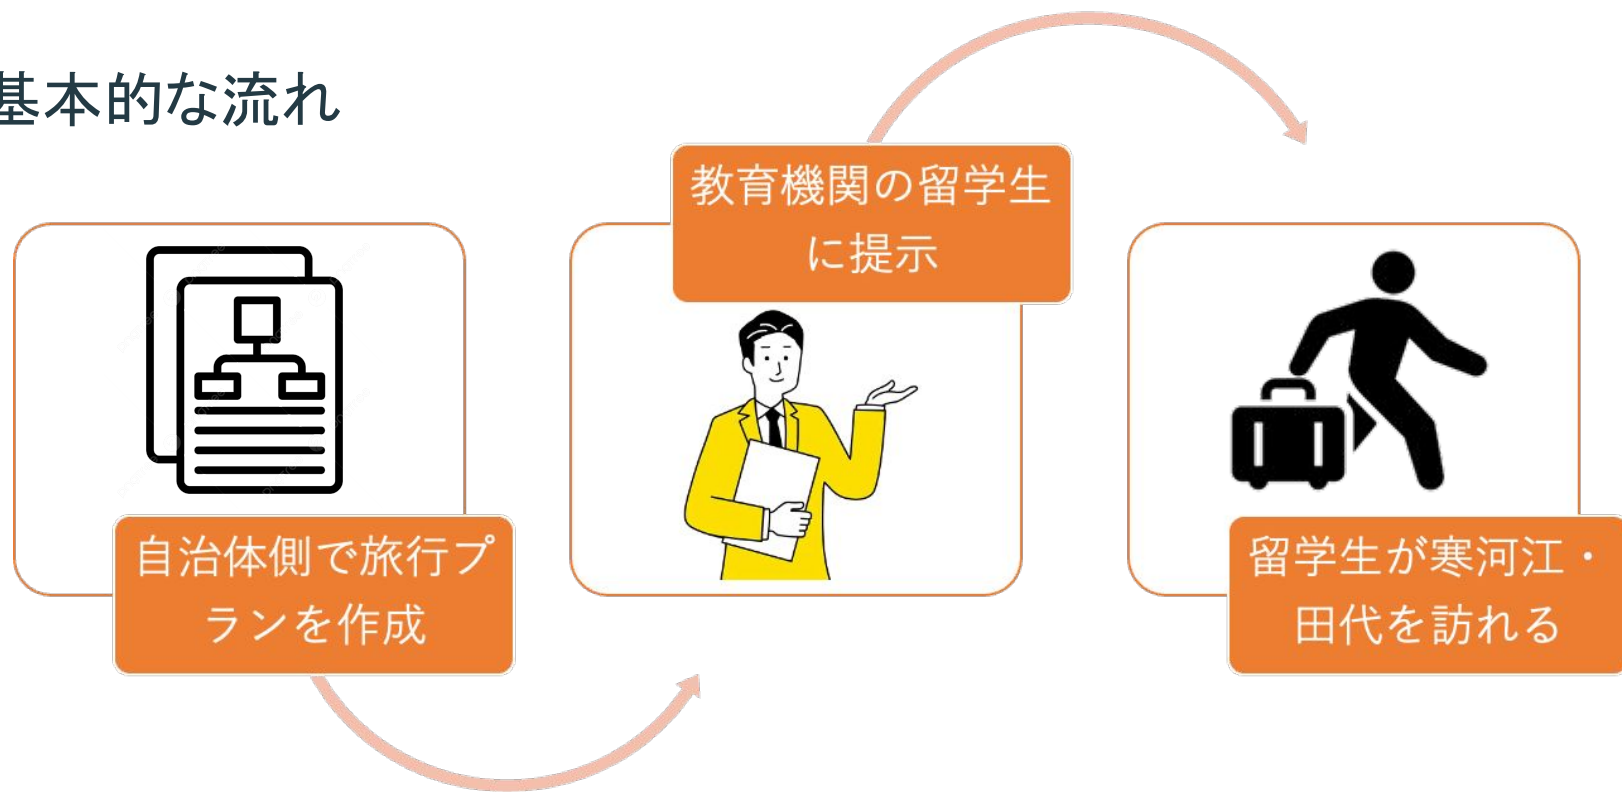 基本的な流れ
自治体側で旅行プ
ランを作成
教育機関の留学生
に提示
留学生が寒河江・
田代を訪れる